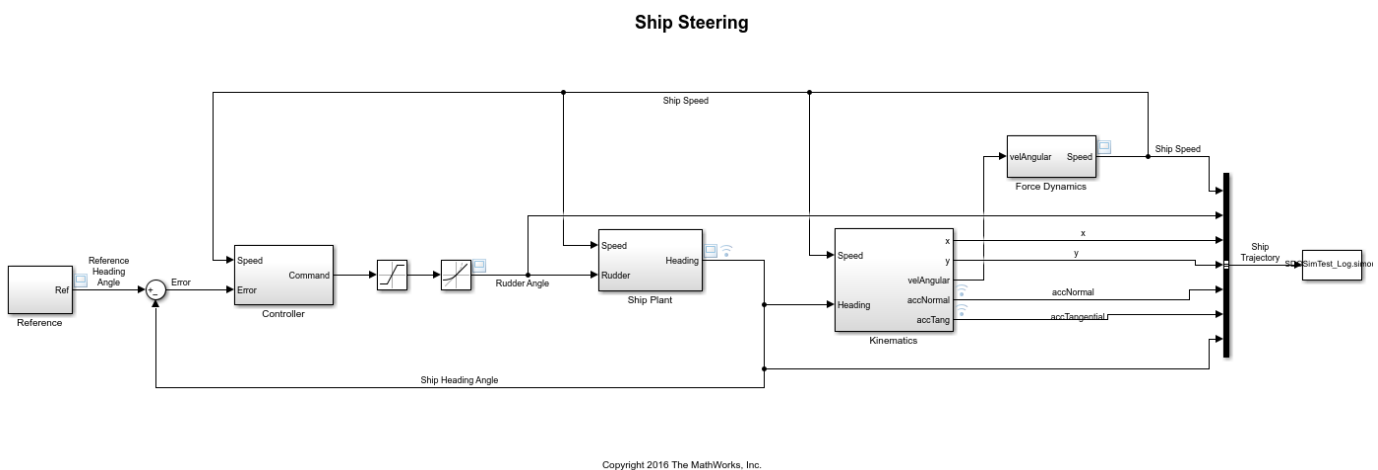 Ship Steering
Ship Speed
velAngular
Speed
Force Dynamics
Ship Speed
Reference
Heading
Angle
Ref
Reference
+
−
Error
Speed
Error
Command
Controller
Rudder Angle
Speed
Rudder
Heading
Ship Plant
Speed
Heading
x
y
velAngular
accNormal
accTang
Kinematics
x
y
accNormal
accTangential
Ship
Trajectory
Ship Heading Angle
Copyright 2016 The MathWorks, Inc.